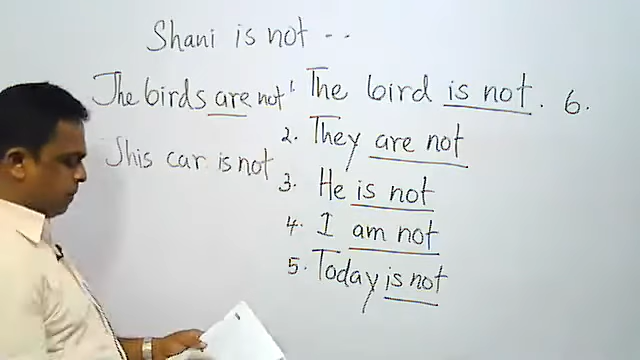 Shani is not --
The birds are not
This car is not
1. The bird is not.
2. They are not
3. He is not
4. I am not
5. Today is not
6.